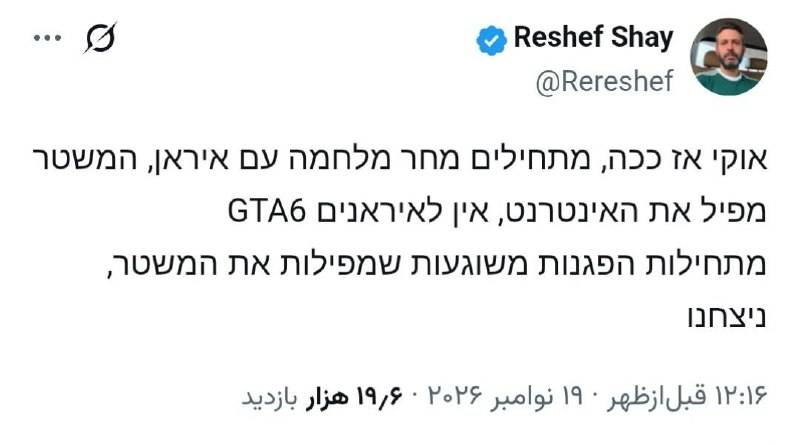 Reshef Shay
@Rereshef
אוקי אז ככה, מתחילים מחר מלחמה עם איראן, המשטר
מפיל את האינטרנט, אין לאיראנים GTA6
מתחילות הפגנות משוגעות שמפילות את המשטר,
ניצחנו
۱۲:۱۶ قبل‌ازظهر · ۱۹ نوامبر ۲۰۲۶ · ۱۹٫۶ هزار بازدید